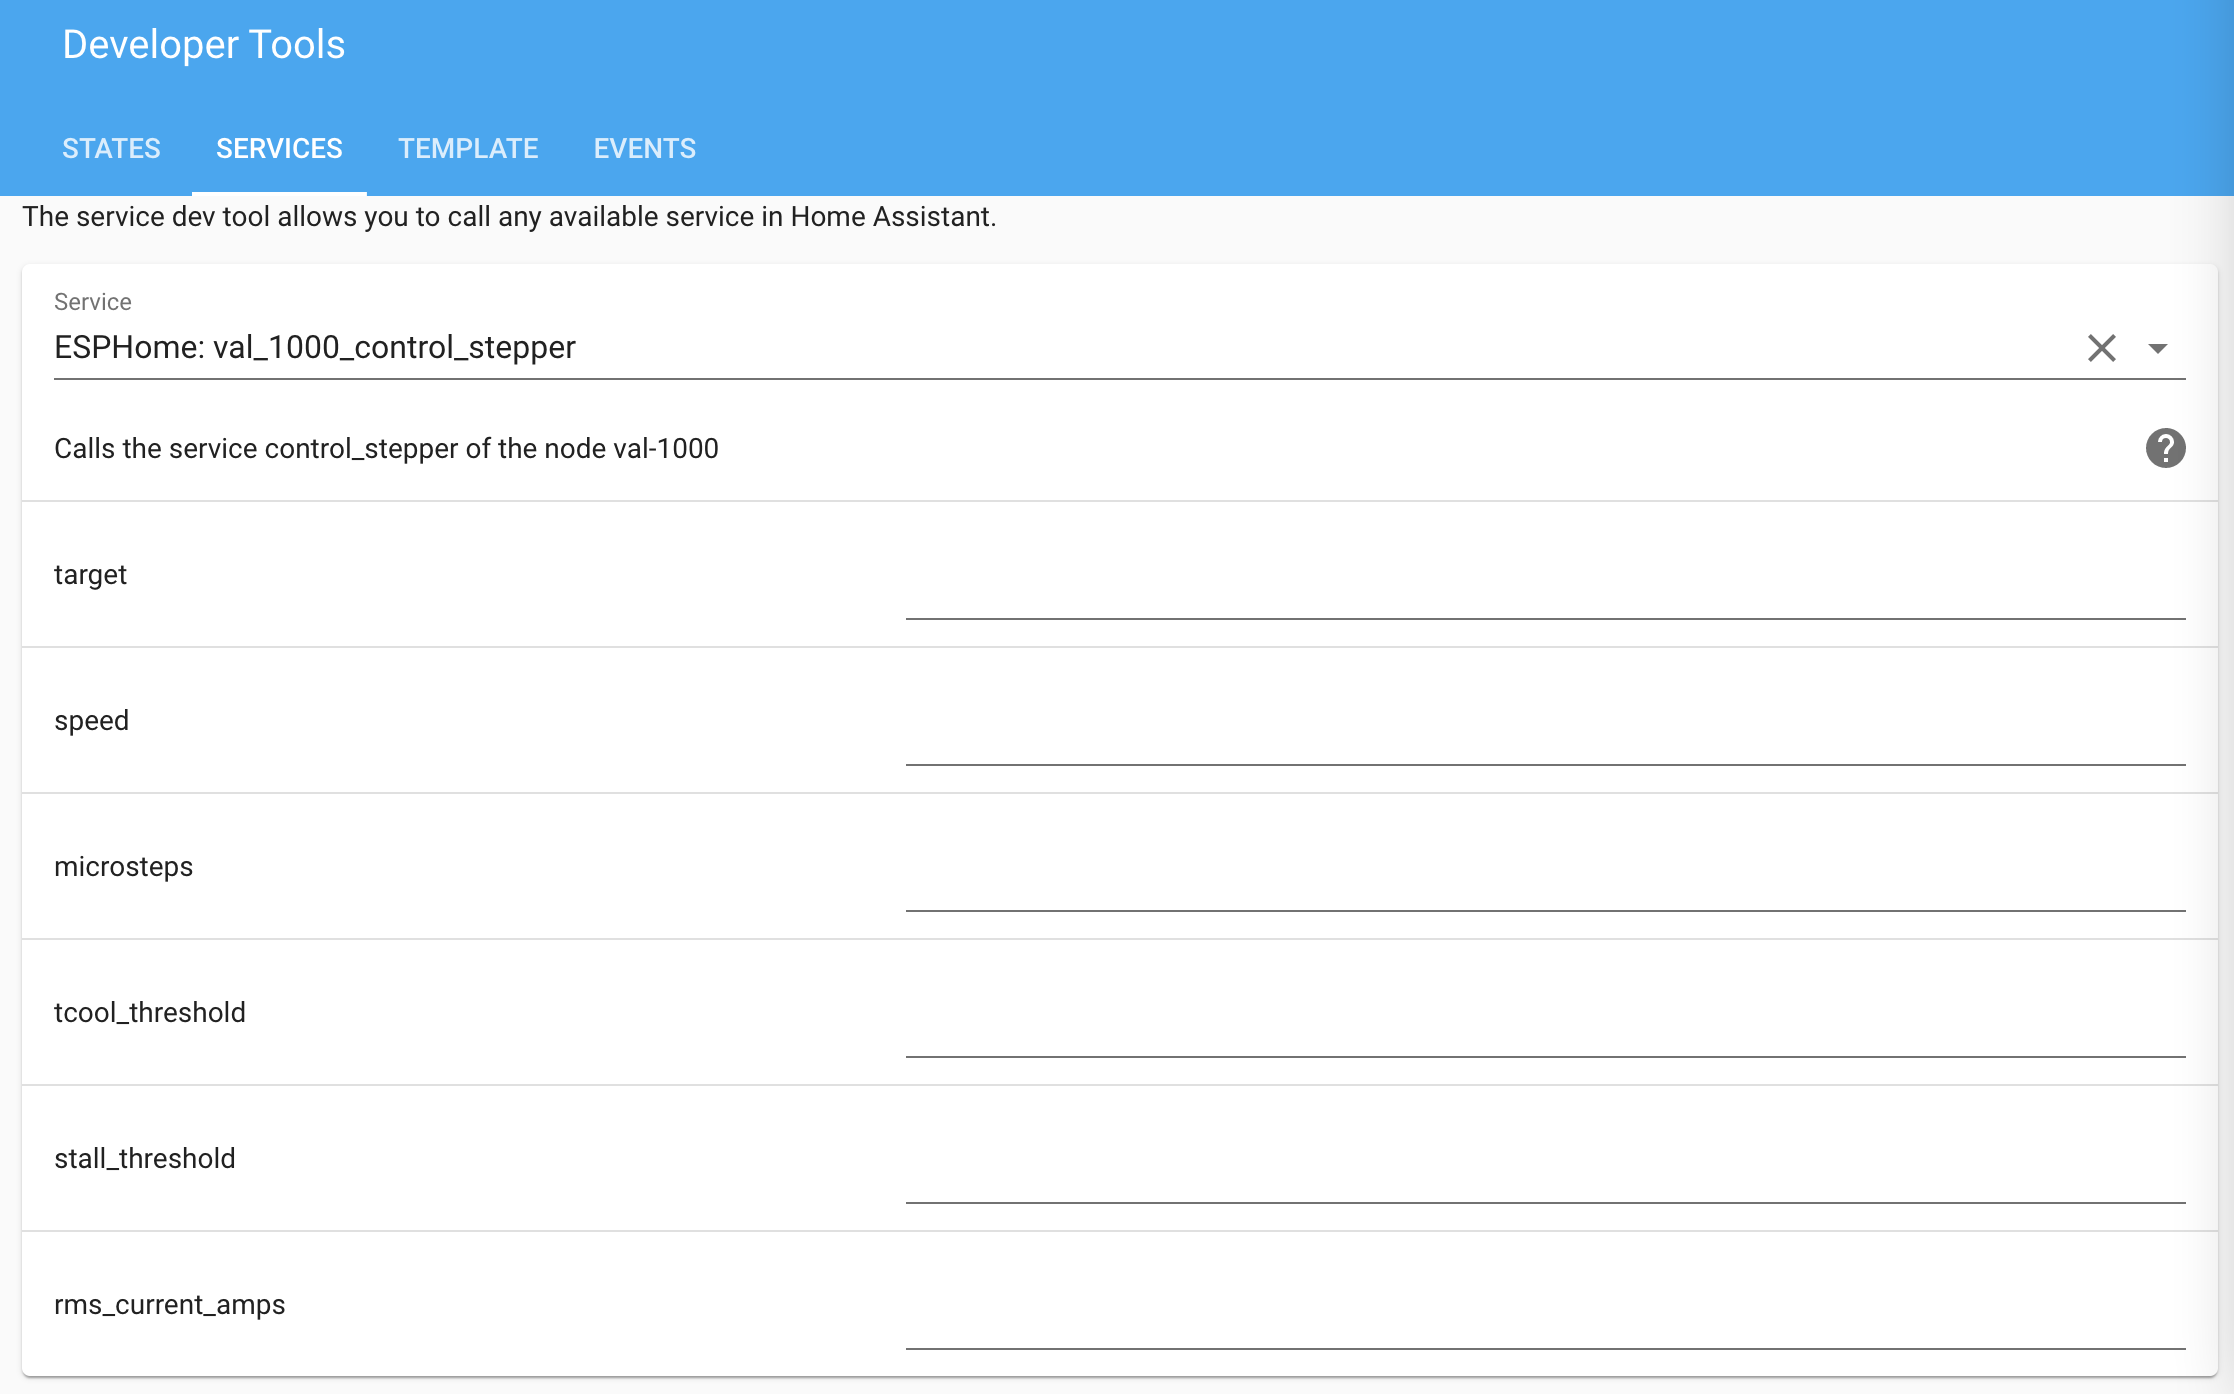 Developer Tools
STATES SERVICES TEMPLATE EVENTS
The service dev tool allows you to call any available service in Home Assistant.
Service
ESPHome: val_1000_control_stepper
Calls the service control_stepper of the node val-1000
target
speed
microsteps
tcool_threshold
stall_threshold
rms_current_amps